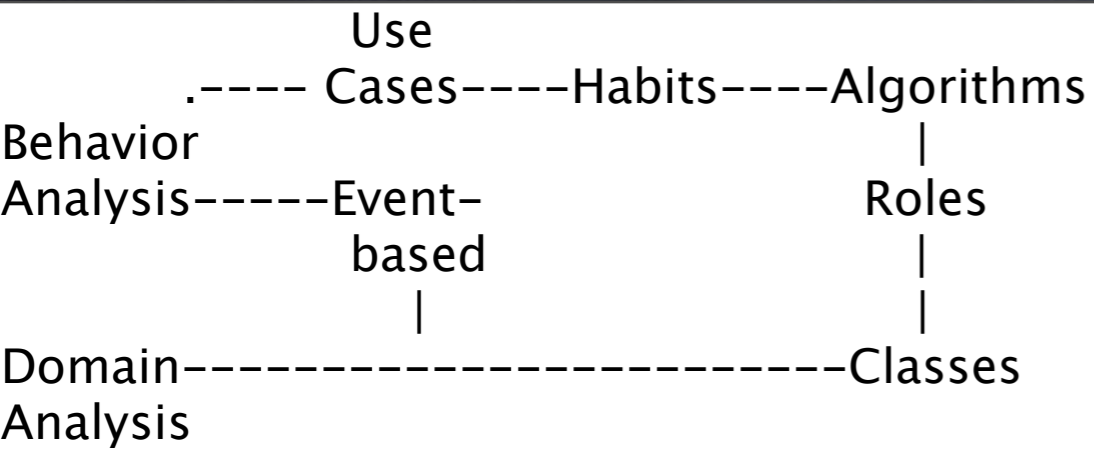 Use
.---- Cases----Habits----Algorithms
Behavior |
Analysis-----Event- Roles
based |
| |
Domain------------------------Classes
Analysis